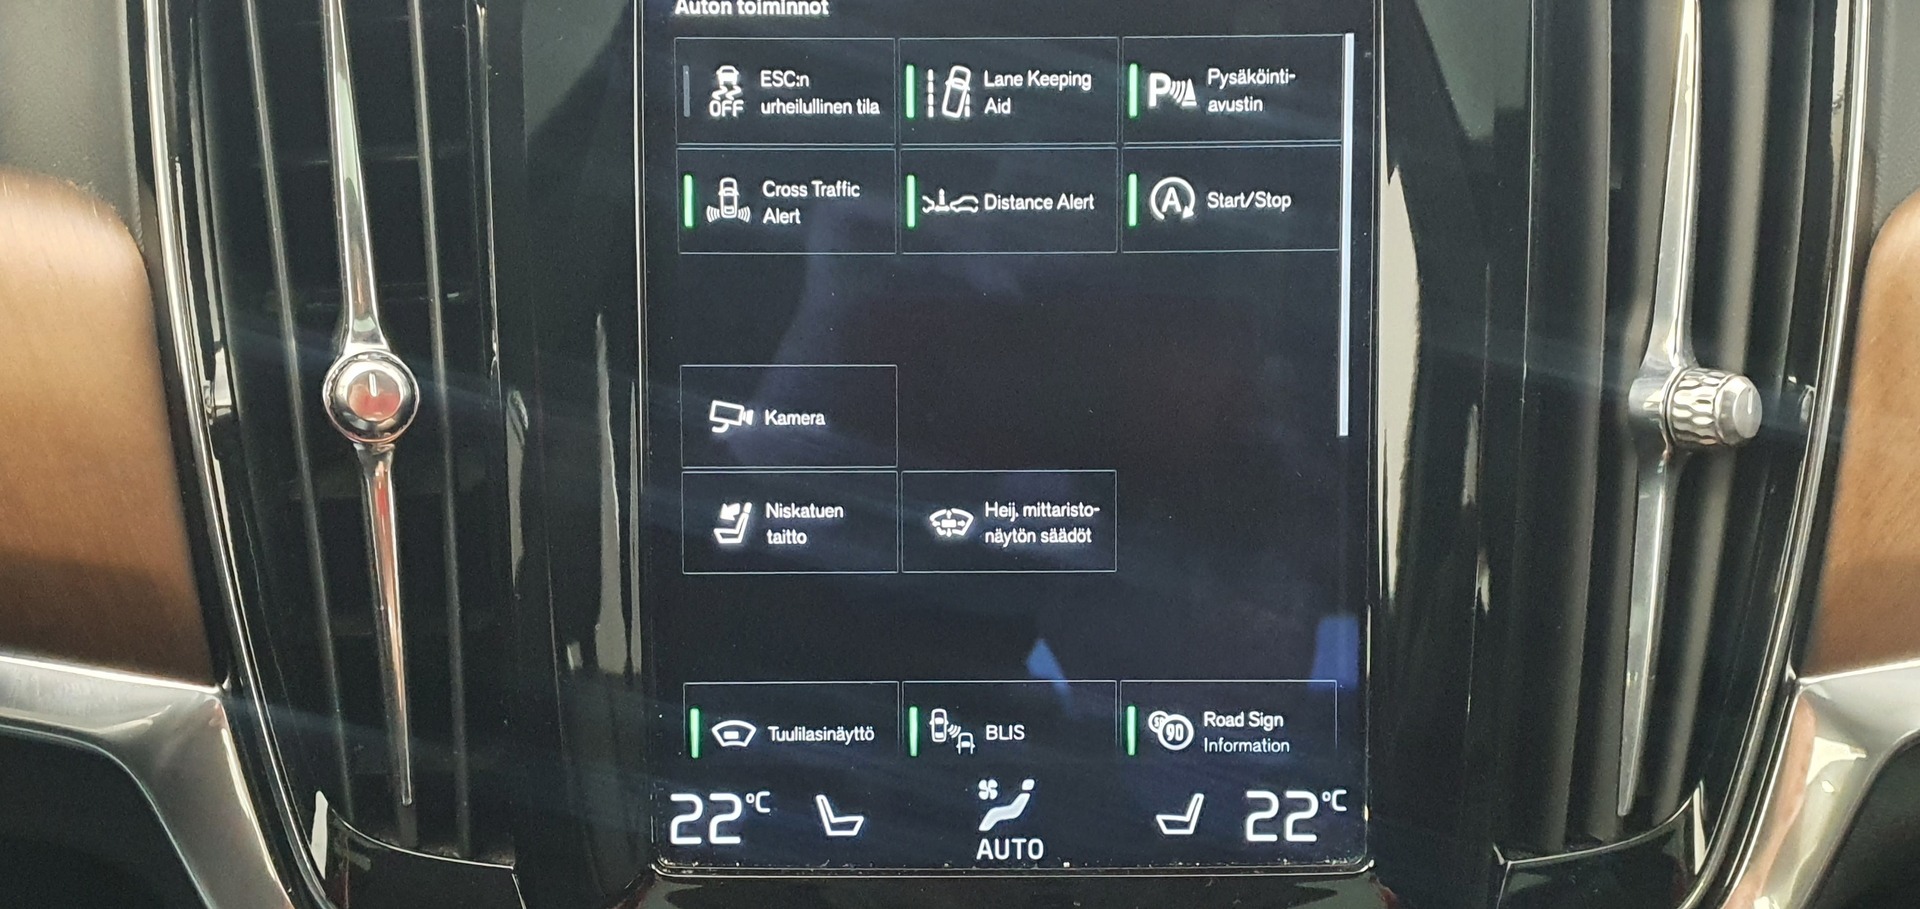 Auton toiminnot
ESC:n
urheilullinen tila
OFF
Lane Keeping
Aid
P
Pysäköinti-
avustin
Cross Traffic
Alert
Distance Alert
A
Start/Stop
Kamera
Niskatuen
taitto
Heij. mittaristo-
näytön säädöt
Tuulilasinäyttö
BLIS
90
Road Sign
Information
22°C
AUTO
22°C